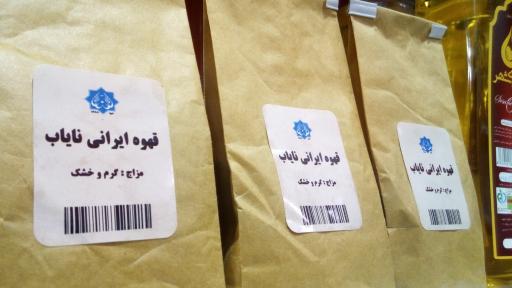 قهوه ایرانی نایاب
مزاج : گرم و خشک
قهوه ایرانی نایاب
مزاج : گرم و خشک
قهوه ایرانی نایاب
مزاج : گرم و خشک